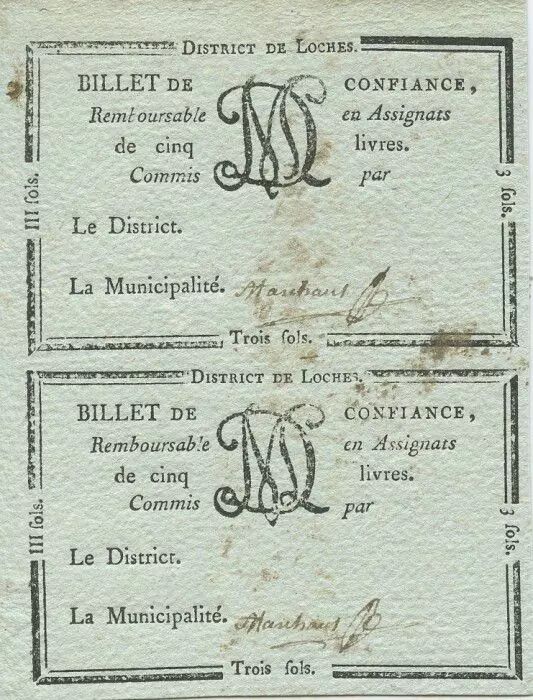 DISTRICT DE LOCHES.
BILLET DE CONFIANCE,
Remboursable en Assignats
de cinq livres.
Commis par
III ſols.
3 ſols.
Le Diſtrict.
La Municipalité.
Trois ſols.
DISTRICT DE LOCHES.
BILLET DE CONFIANCE,
Remboursable en Assignats
de cinq livres.
Commis par
III ſols.
3 ſols.
Le Diſtrict.
La Municipalité.
Trois ſols.